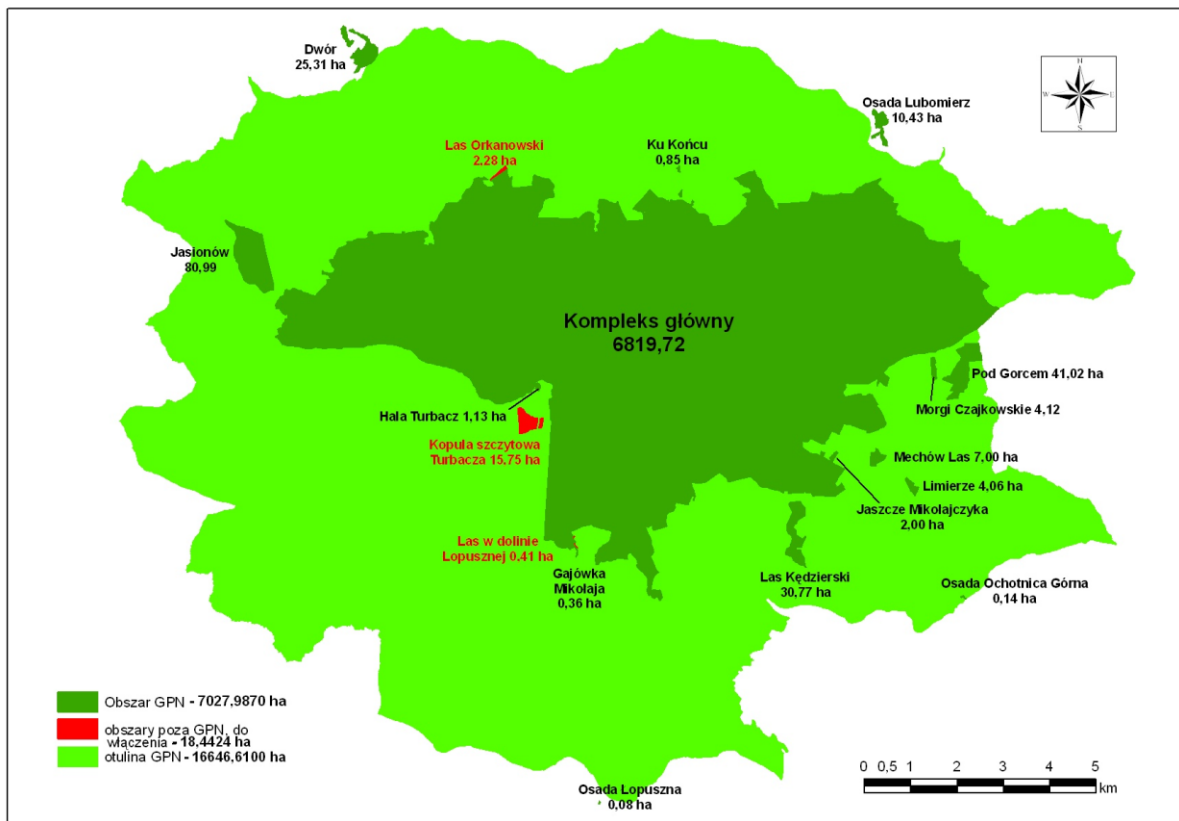 Dwór
25,31 ha
N
W E
S
Osada Lubomierz
10,43 ha
Las Orkanowski
2,28 ha
Ku Końcu
0,85 ha
Jasionów
80,99
Kompleks główny
6819,72
Pod Gorcem 41,02 ha
Morgi Czajkowskie 4,12
Hala Turbacz 1,13 ha
Kopula szczytowa
Turbacza 15,75 ha
Mechów Las 7,00 ha
Limierze 4,06 ha
Jaszcze Mikolajczyka
2,00 ha
Las w dolinie
Lopusznej 0,41 ha
Gajówka
Mikołaja
0,36 ha
Las Kędzierski
30,77 ha
Osada Ochotnica Górna
0,14 ha
Obszar GPN - 7027,9870 ha
obszary poza GPN, do
włączenia - 18,4424 ha
otulina GPN - 16646,6100 ha
0 0,5 1 2 3 4 5
km
Osada Lopuszna
0,08 ha